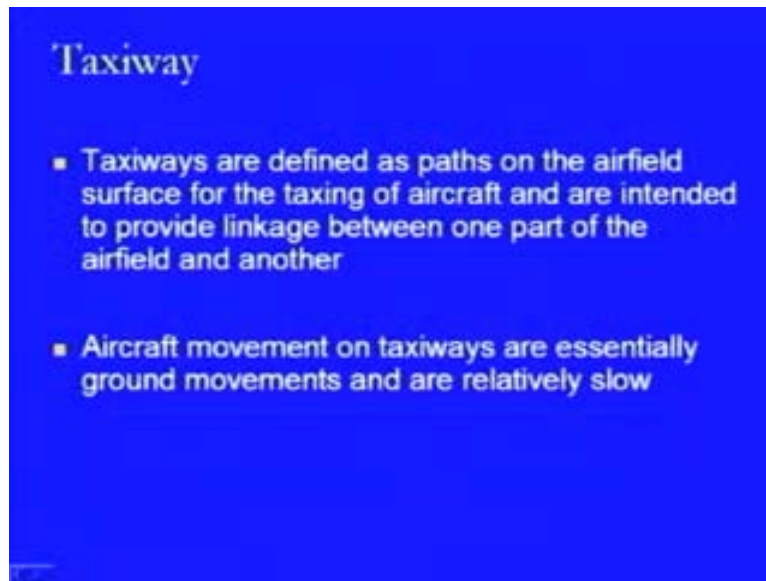 Taxiway
Taxiways are defined as paths on the airfield
surface for the taxing of aircraft and are intended
to provide linkage between one part of the
airfield and another
Aircraft movement on taxiways are essentially
ground movements and are relatively slow